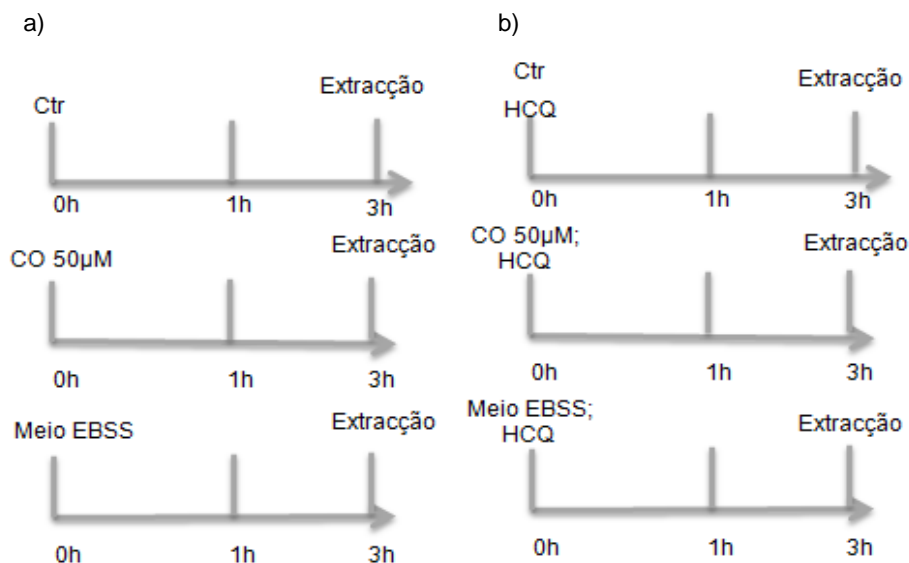 a)
Ctr
Extracção
0h
1h
3h
CO 50µM
Extracção
0h
1h
3h
Meio EBSS
Extracção
0h
1h
3h
b)
Ctr
HCQ
Extracção
0h
1h
3h
CO 50µM;
HCQ
Extracção
0h
1h
3h
Meio EBSS;
HCQ
Extracção
0h
1h
3h